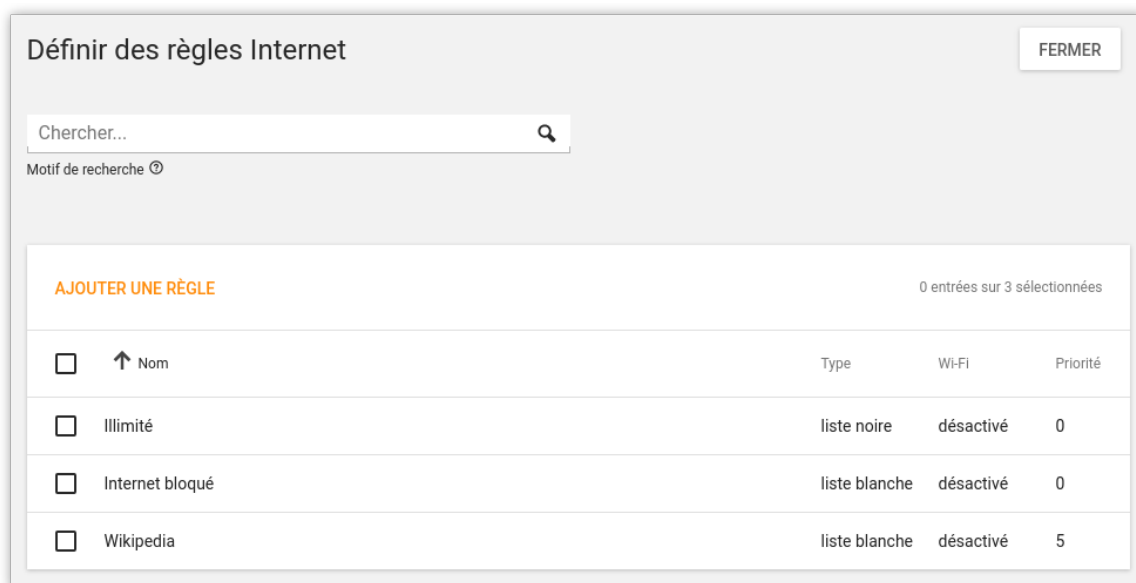 Définir des règles Internet
FERMER
Chercher...
Motif de recherche
AJOUTER UNE RÈGLE
0 entrées sur 3 sélectionnées
Nom Type Wi-Fi Priorité
Illimité liste noire désactivé 0
Internet bloqué liste blanche désactivé 0
Wikipedia liste blanche désactivé 5